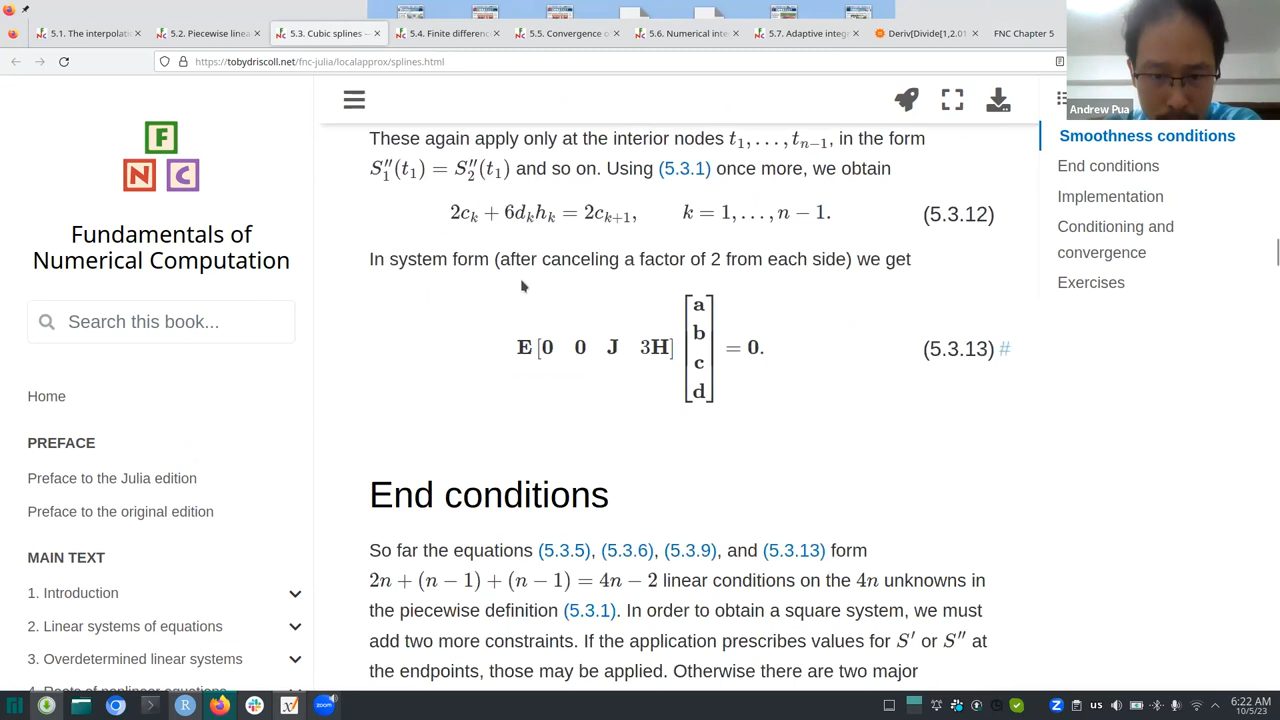 5.1. The interpolat
5.2. Piecewise linea
5.3. Cubic splines —
5.4. Finite differenc
5.5. Convergence o
5.6. Numerical inte
5.7. Adaptive integ
Deriv[Divide[1,2.01
FNC Chapter 5
https://tobydriscoll.net/fnc-julia/localapprox/splines.html
Andrew Pua
F
N C
Fundamentals of
Numerical Computation
Search this book...
Home
PREFACE
Preface to the Julia edition
Preface to the original edition
MAIN TEXT
1. Introduction
2. Linear systems of equations
3. Overdetermined linear systems
4. Roots of nonlinear equations
These again apply only at the interior nodes t₁, . . . , tₙ₋₁, in the form
S₁″(t₁) = S₂″(t₁) and so on. Using (5.3.1) once more, we obtain
2cₖ + 6dₖhₖ = 2cₖ₊₁, k = 1, . . . , n − 1. (5.3.12)
In system form (after canceling a factor of 2 from each side) we get
E [0 0 J 3H] [a b c d] = 0. (5.3.13) #
End conditions
So far the equations (5.3.5), (5.3.6), (5.3.9), and (5.3.13) form
2n + (n − 1) + (n − 1) = 4n − 2 linear conditions on the 4n unknowns in
the piecewise definition (5.3.1). In order to obtain a square system, we must
add two more constraints. If the application prescribes values for S′ or S″ at
the endpoints, those may be applied. Otherwise there are two major
Smoothness conditions
End conditions
Implementation
Conditioning and
convergence
Exercises
zoom
us
6:22 AM
10/5/23